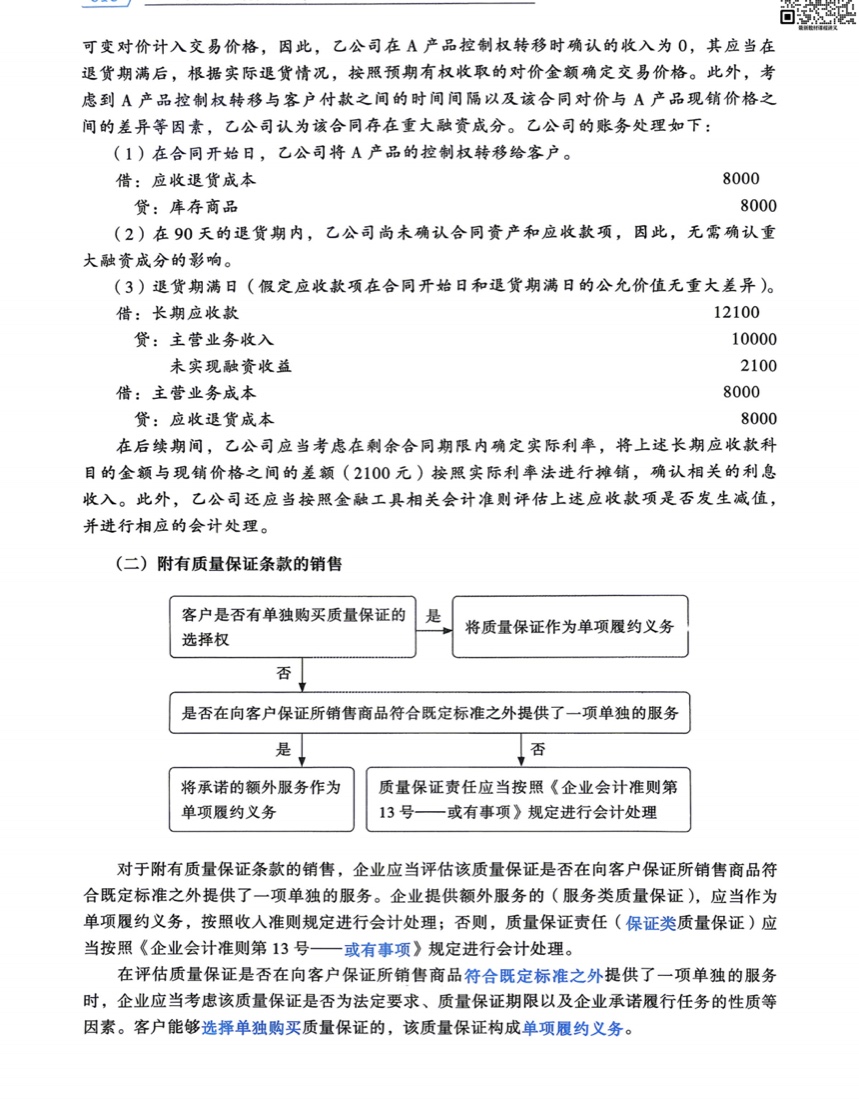 可变对价计入交易价格，因此，乙公司在 A 产品控制权转移时确认的收入为 0，其应当在
退货期满后，根据实际退货情况，按照预期有权收取的对价金额确定交易价格。此外，考
虑到 A 产品控制权转移与客户付款之间的时间间隔以及该合同对价与 A 产品现销价格之
间的差异等因素，乙公司认为该合同存在重大融资成分。乙公司的账务处理如下：
（1）在合同开始日，乙公司将 A 产品的控制权转移给客户。
借：应收退货成本 8000
贷：库存商品 8000
（2）在 90 天的退货期内，乙公司尚未确认合同资产和应收款项，因此，无需确认重
大融资成分的影响。
（3）退货期满日（假定应收款项在合同开始日和退货期满日的公允价值无重大差异）。
借：长期应收款 12100
贷：主营业务收入 10000
未实现融资收益 2100
借：主营业务成本 8000
贷：应收退货成本 8000
在后续期间，乙公司应当考虑在剩余合同期限内确定实际利率，将上述长期应收款科
目的金额与现销价格之间的差额（2100 元）按照实际利率法进行摊销，确认相关的利息
收入。此外，乙公司还应当按照金融工具相关会计准则评估上述应收款项是否发生减值，
并进行相应的会计处理。
（二）附有质量保证条款的销售
客户是否有单独购买质量保证的
选择权
是
将质量保证作为单项履约义务
否
是否在向客户保证所销售商品符合既定标准之外提供了一项单独的服务
是
否
将承诺的额外服务作为
单项履约义务
质量保证责任应当按照《企业会计准则第
13 号——或有事项》规定进行会计处理
对于附有质量保证条款的销售，企业应当评估该质量保证是否在向客户保证所销售商品符
合既定标准之外提供了一项单独的服务。企业提供额外服务的（服务类质量保证），应当作为
单项履约义务，按照收入准则规定进行会计处理；否则，质量保证责任（保证类质量保证）应
当按照《企业会计准则第 13 号——或有事项》规定进行会计处理。
在评估质量保证是否在向客户保证所销售商品符合既定标准之外提供了一项单独的服务
时，企业应当考虑该质量保证是否为法定要求、质量保证期限以及企业承诺履行任务的性质等
因素。客户能够选择单独购买质量保证的，该质量保证构成单项履约义务。